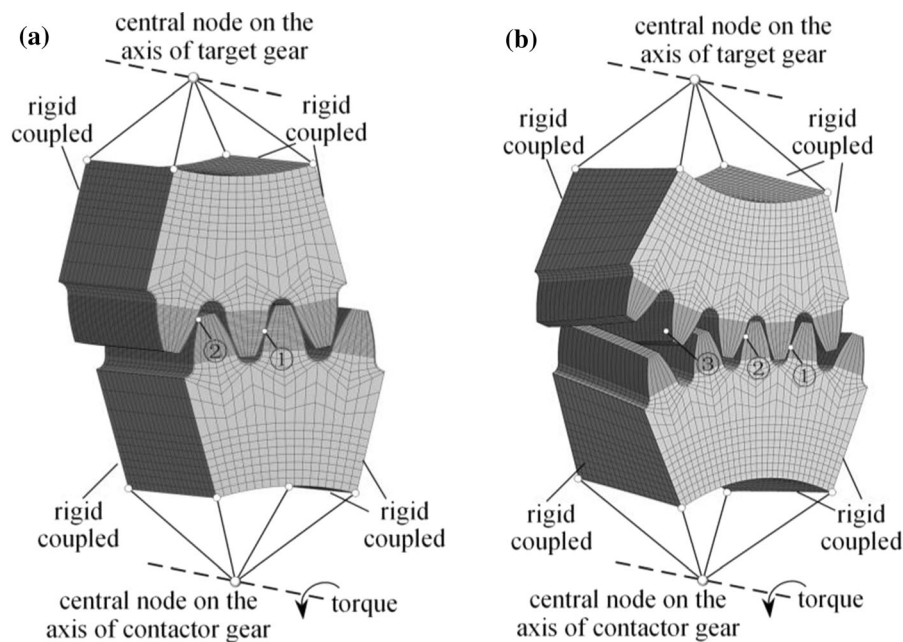 (a)
central node on the
axis of target gear
rigid
coupled
rigid
coupled
②
①
rigid
coupled
rigid
coupled
central node on the
axis of contactor gear
torque
(b)
central node on the
axis of target gear
rigid
coupled
rigid
coupled
③
②
①
rigid
coupled
rigid
coupled
central node on the
axis of contactor gear
torque